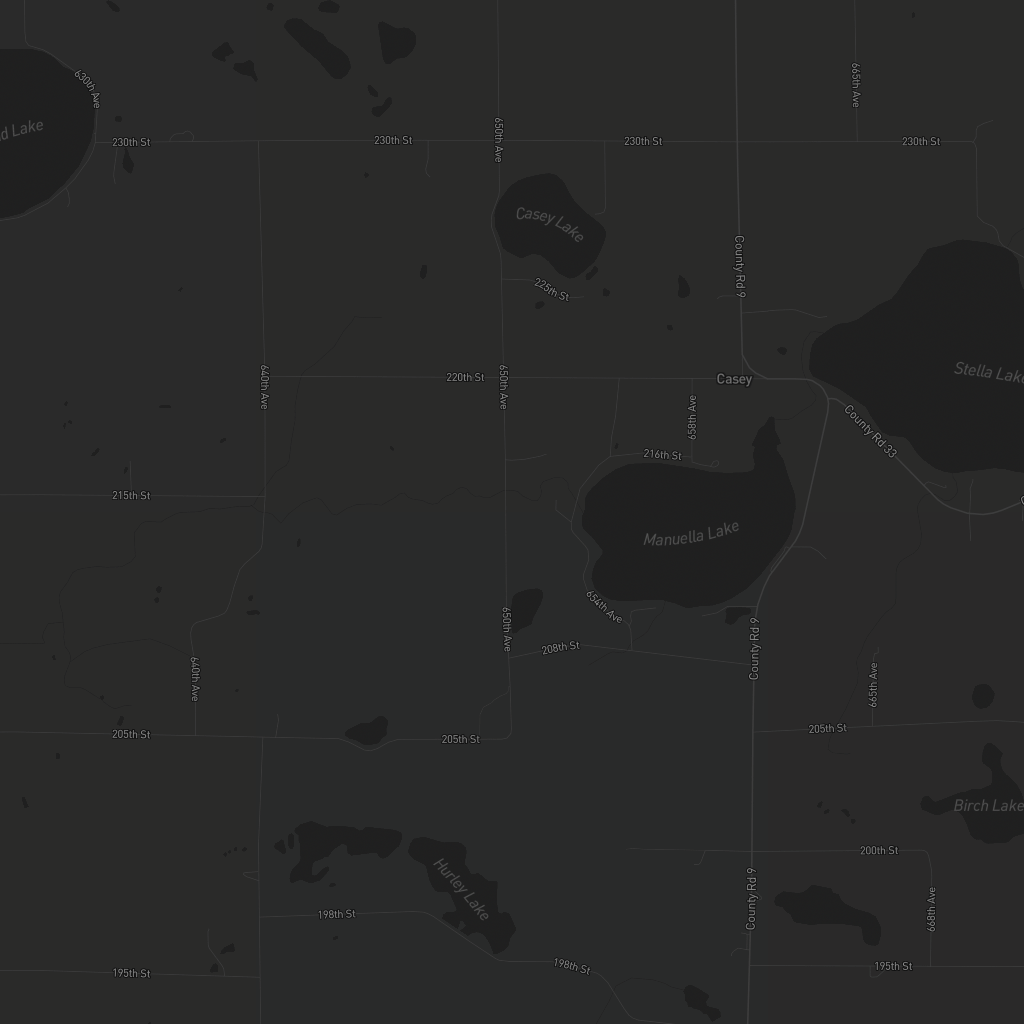 630th Ave
665th Ave
d Lake
230th St
230th St
650th Ave
230th St
230th St
Casey Lake
County Rd 9
225th St
640th Ave
220th St
650th Ave
Casey
Stella Lake
658th Ave
County Rd 33
216th St
215th St
Manuella Lake
654th Ave
650th Ave
County Rd 9
208th St
640th Ave
665th Ave
205th St
205th St
205th St
Birch Lake
200th St
Hurley Lake
County Rd 9
668th Ave
198th St
195th St
198th St
195th St